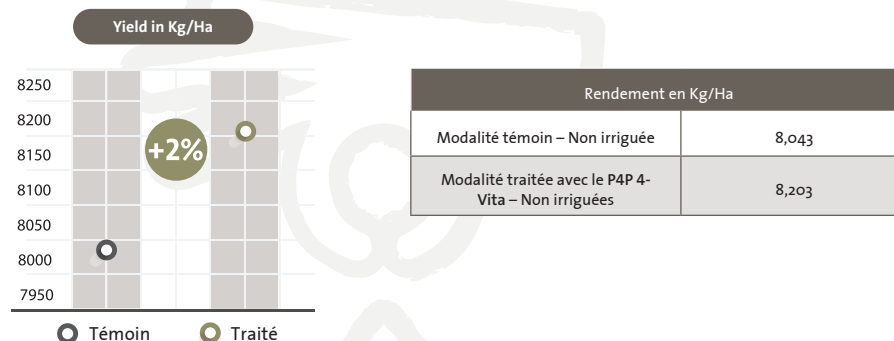 Yield in Kg/Ha
8250
8200
8150
8100
8050
8000
7950
+2%
Témoin
Traité
Rendement en Kg/Ha
Modalité témoin – Non irriguée 8,043
Modalité traitée avec le P4P 4-
Vita – Non irriguées 8,203